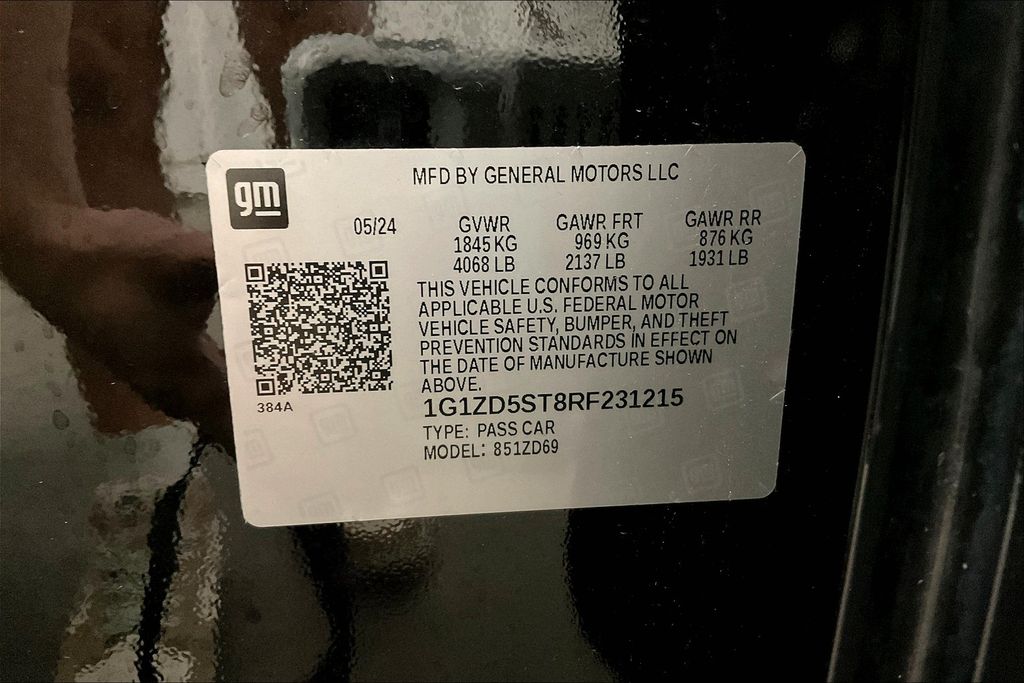 gm
MFD BY GENERAL MOTORS LLC
05/24 GVWR GAWR FRT GAWR RR
1845 KG 969 KG 876 KG
4068 LB 2137 LB 1931 LB
THIS VEHICLE CONFORMS TO ALL
APPLICABLE U.S. FEDERAL MOTOR
VEHICLE SAFETY, BUMPER, AND THEFT
PREVENTION STANDARDS IN EFFECT ON
THE DATE OF MANUFACTURE SHOWN
ABOVE.
384A
1G1ZD5ST8RF231215
TYPE: PASS CAR
MODEL: 851ZD69